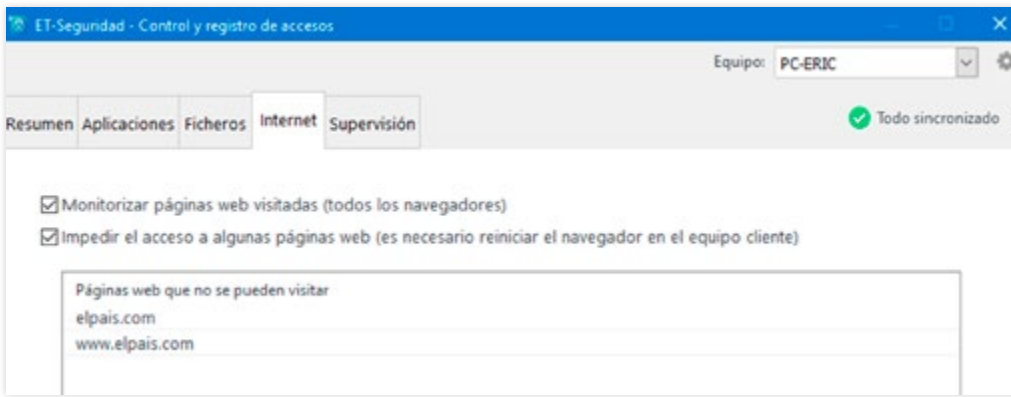 ET-Seguridad - Control y registro de accesos
Equipo: PC-ERIC
Resumen Aplicaciones Ficheros Internet Supervisión
Todo sincronizado
Monitorizar páginas web visitadas (todos los navegadores)
Impedir el acceso a algunas páginas web (es necesario reiniciar el navegador en el equipo cliente)
Páginas web que no se pueden visitar
elpais.com
www.elpais.com